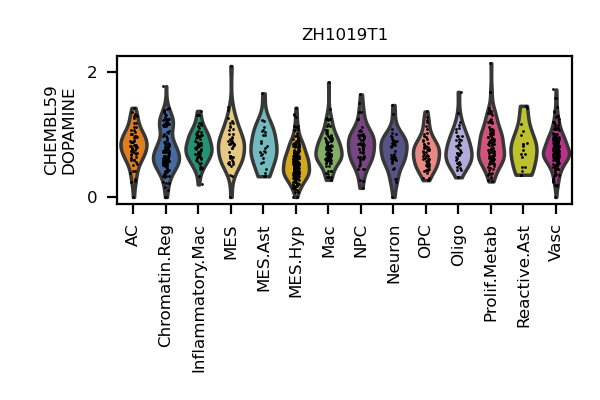 ZH1019T1
CHEMBL59
DOPAMINE
2
0
AC
Chromatin.Reg
Inflammatory.Mac
MES
MES.Ast
MES.Hyp
Mac
NPC
Neuron
OPC
Oligo
Prolif.Metab
Reactive.Ast
Vasc